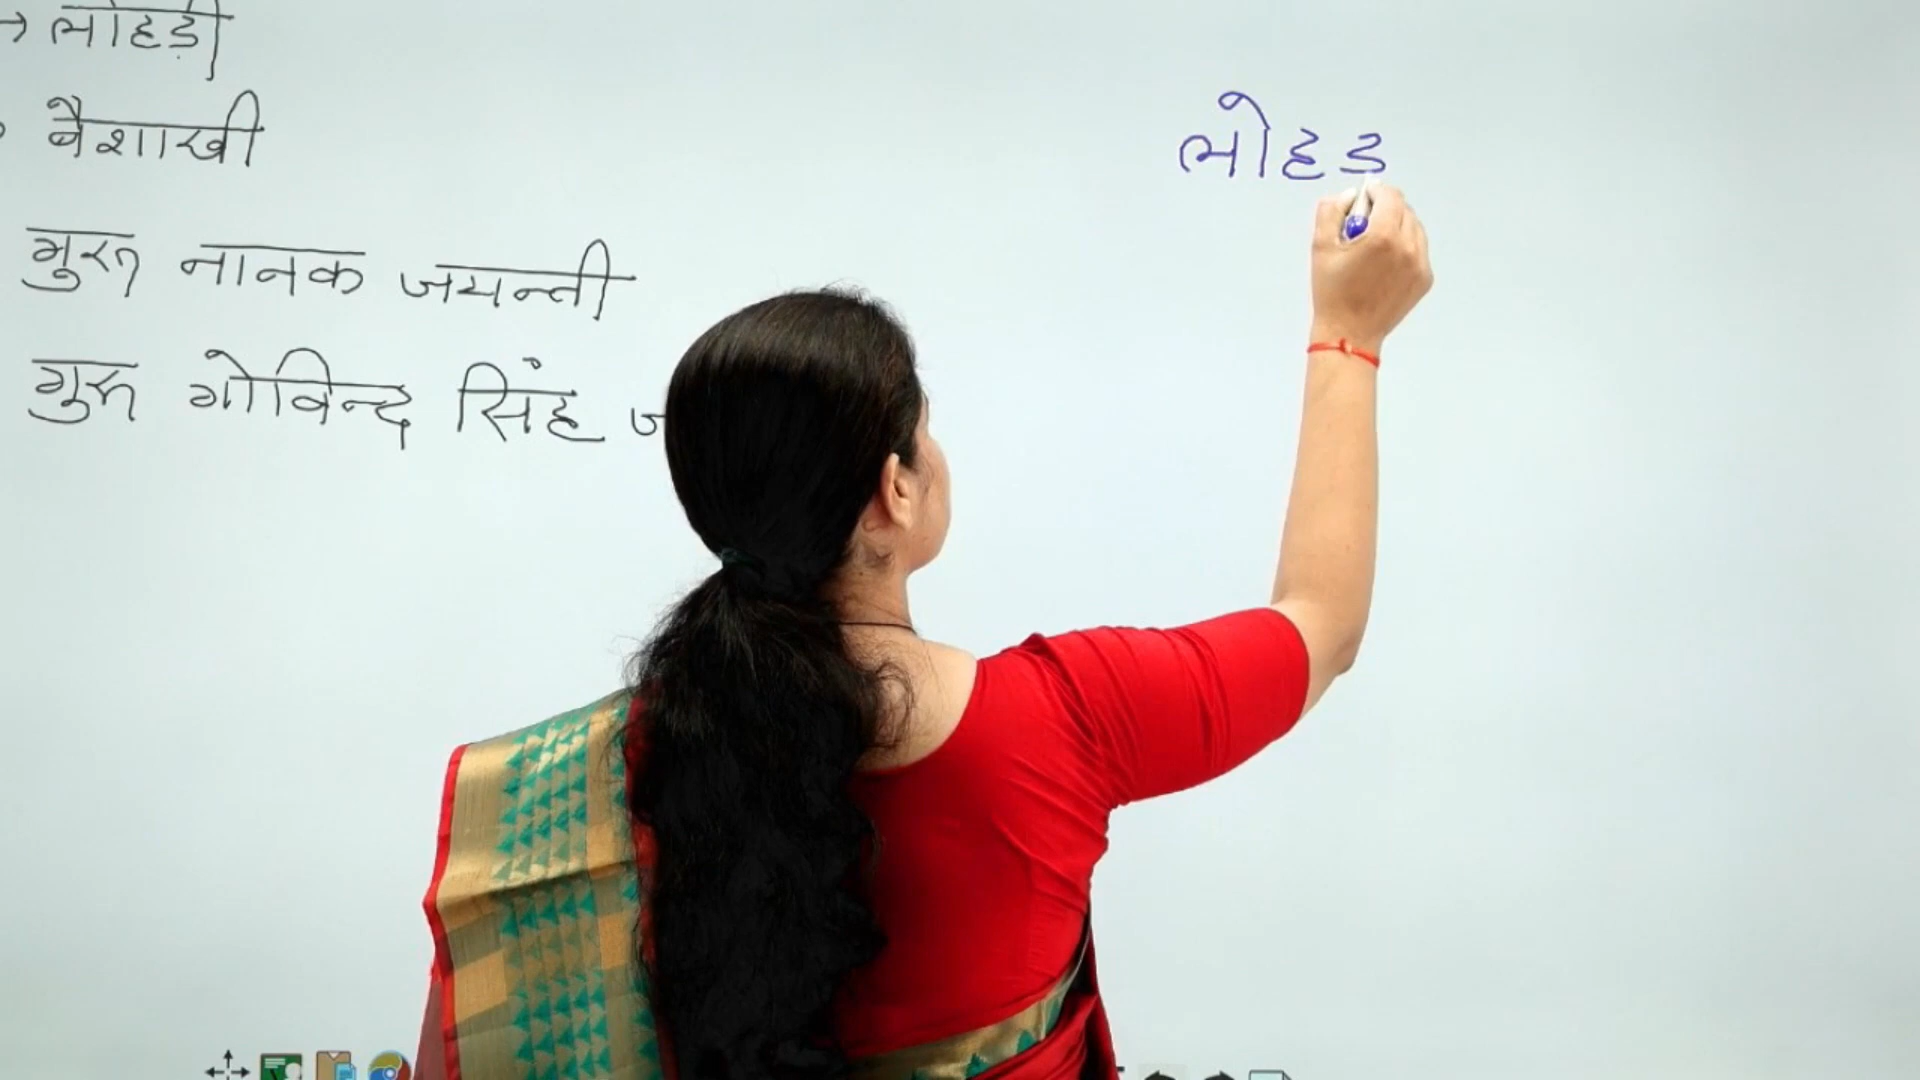 → लोहड़ी
बैशाखी
गुरु नानक जयन्ती
गुरु गोविन्द सिंह ज
लोहड